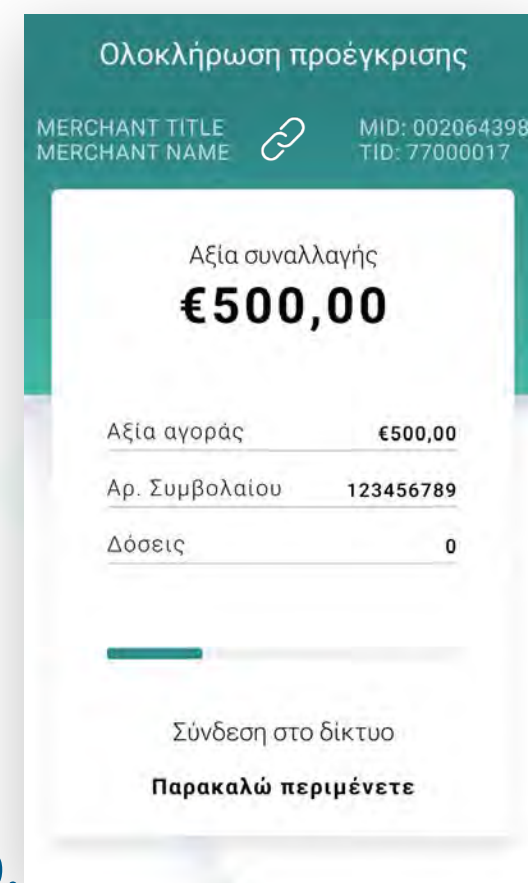 Ολοκλήρωση προέγκρισης
MERCHANT TITLE
MERCHANT NAME
MID: 002064398
TID: 77000017
Αξία συναλλαγής
€500,00
Αξία αγοράς €500,00
Αρ. Συμβολαίου 123456789
Δόσεις 0
Σύνδεση στο δίκτυο
Παρακαλώ περιμένετε